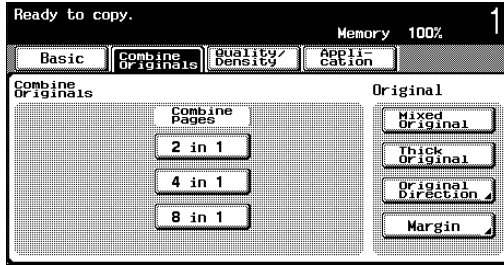 Ready to copy.
1
Memory 100%
Basic
Combine
Originals
Quality/
Density
Appli-
cation
Combine
Originals
Combine
Pages
2 in 1
4 in 1
8 in 1
Original
Mixed
Original
Thick
Original
Original
Direction
Margin